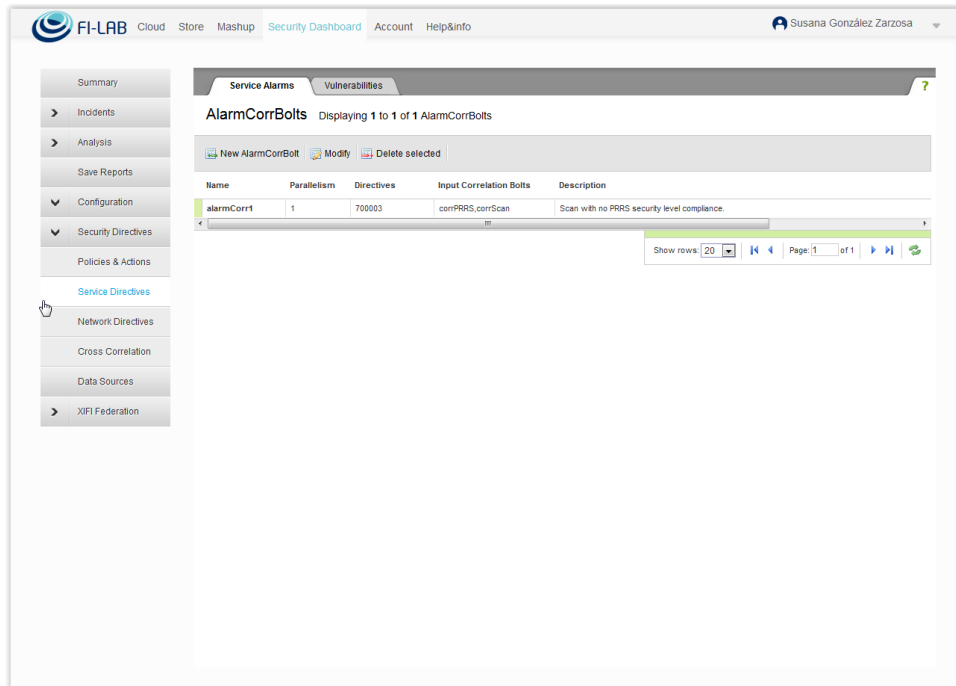 FI-LAB Cloud Store Mashup Security Dashboard Account Help&info Susana González Zarzosa
Summary
Incidents
Analysis
Save Reports
Configuration
Security Directives
Policies & Actions
Service Directives
Network Directives
Cross Correlation
Data Sources
XIFI Federation
Service Alarms Vulnerabilities ?
AlarmCorrBolts Displaying 1 to 1 of 1 AlarmCorrBolts
New AlarmCorrBolt Modify Delete selected
Name Parallelism Directives Input Correlation Bolts Description
alarmCorr1 1 700003 corrPRRS,corrScan Scan with no PRRS security level compliance.
Show rows: 20 Page: 1 of 1